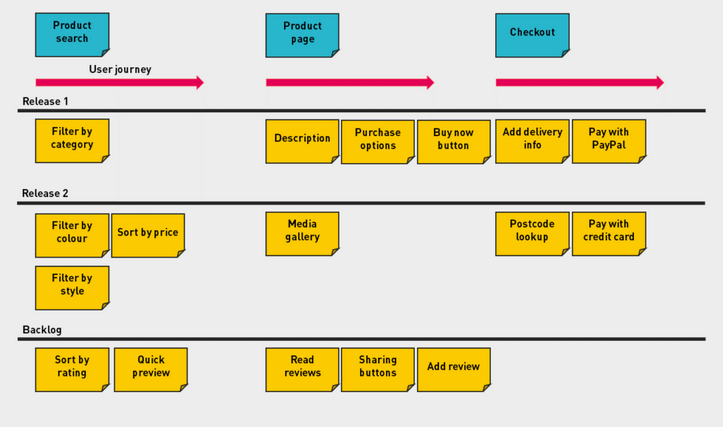 Product
search
Product
page
Checkout
User journey
Release 1
Filter by
category
Description
Purchase
options
Buy now
button
Add delivery
info
Pay with
PayPal
Release 2
Filter by
colour
Sort by price
Media
gallery
Postcode
lookup
Pay with
credit card
Filter by
style
Backlog
Sort by
rating
Quick
preview
Read
reviews
Sharing
buttons
Add review